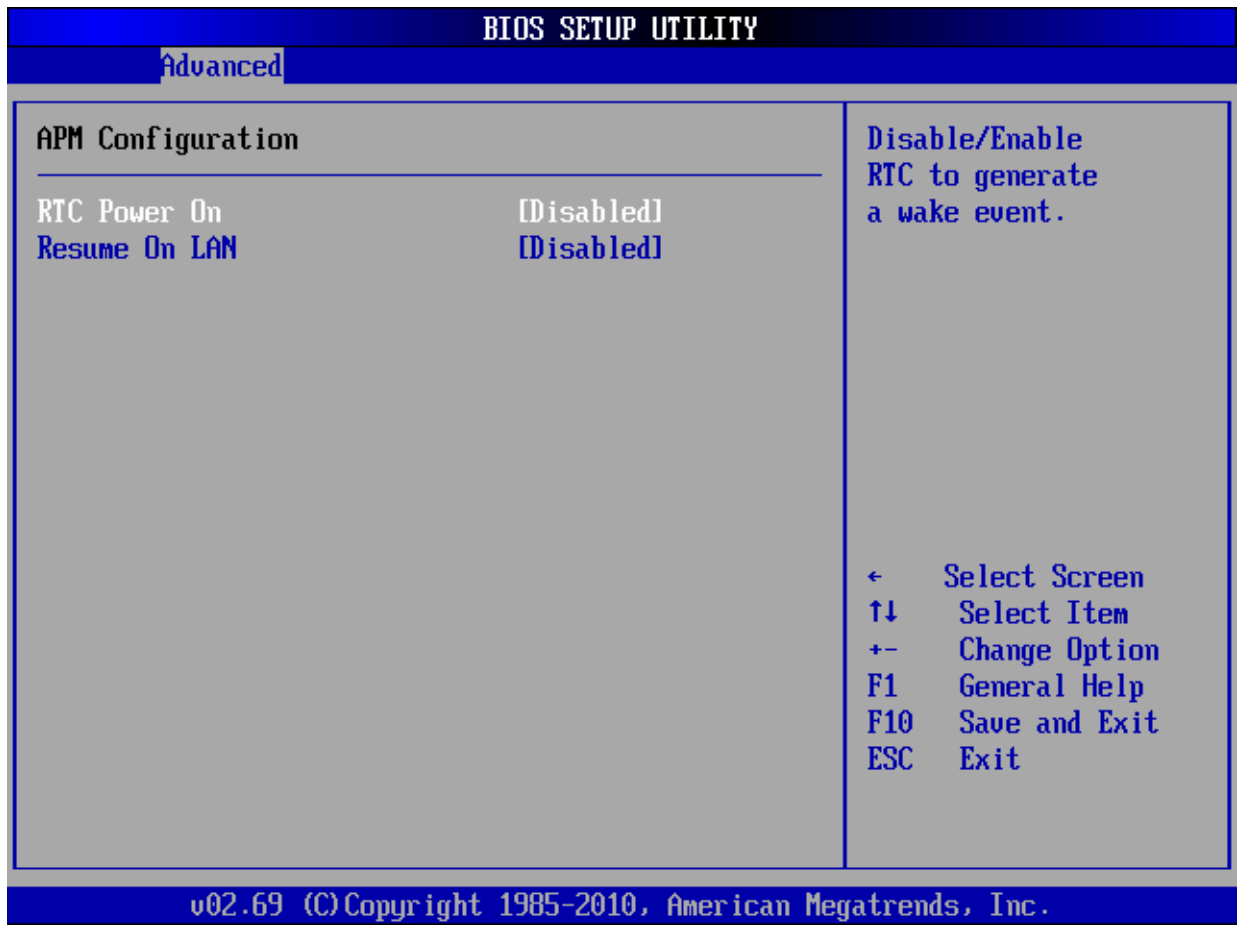 BIOS SETUP UTILITY
Advanced
APM Configuration
RTC Power On [Disabled]
Resume On LAN [Disabled]
Disable/Enable
RTC to generate
a wake event.
← Select Screen
↑↓ Select Item
+- Change Option
F1 General Help
F10 Save and Exit
ESC Exit
v02.69 (C)Copyright 1985-2010, American Megatrends, Inc.